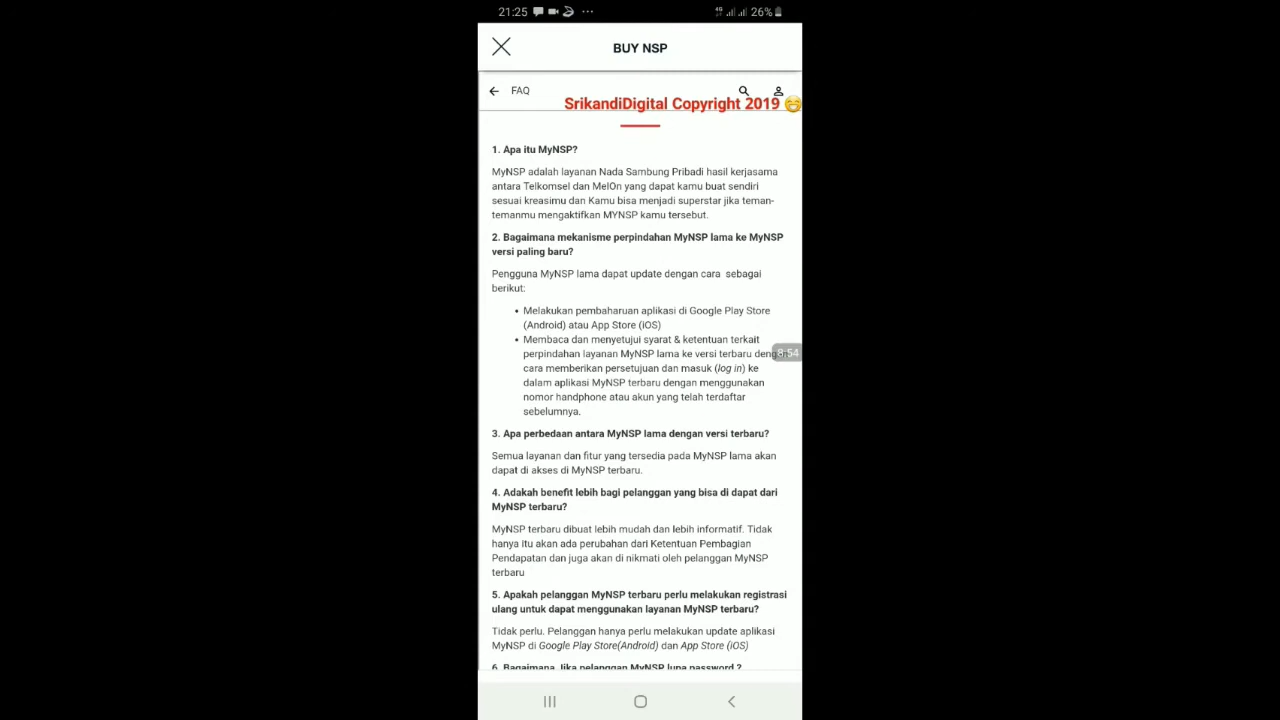 21:25
4G
26%
BUY NSP
FAQ
SrikandiDigital Copyright 2019 😁
1. Apa itu MyNSP?
MyNSP adalah layanan Nada Sambung Pribadi hasil kerjasama
antara Telkomsel dan MelOn yang dapat kamu buat sendiri
sesuai kreasimu dan Kamu bisa menjadi superstar jika teman-
temanmu mengaktifkan MYNSP kamu tersebut.
2. Bagaimana mekanisme perpindahan MyNSP lama ke MyNSP
versi paling baru?
Pengguna MyNSP lama dapat update dengan cara sebagai
berikut:
• Melakukan pembaharuan aplikasi di Google Play Store
(Android) atau App Store (iOS)
• Membaca dan menyetujui syarat & ketentuan terkait
perpindahan layanan MyNSP lama ke versi terbaru dengan
8:54
cara memberikan persetujuan dan masuk (log in) ke
dalam aplikasi MyNSP terbaru dengan menggunakan
nomor handphone atau akun yang telah terdaftar
sebelumnya.
3. Apa perbedaan antara MyNSP lama dengan versi terbaru?
Semua layanan dan fitur yang tersedia pada MyNSP lama akan
dapat di akses di MyNSP terbaru.
4. Adakah benefit lebih bagi pelanggan yang bisa di dapat dari
MyNSP terbaru?
MyNSP terbaru dibuat lebih mudah dan lebih informatif. Tidak
hanya itu akan ada perubahan dari Ketentuan Pembagian
Pendapatan dan juga akan di nikmati oleh pelanggan MyNSP
terbaru
5. Apakah pelanggan MyNSP terbaru perlu melakukan registrasi
ulang untuk dapat menggunakan layanan MyNSP terbaru?
Tidak perlu. Pelanggan hanya perlu melakukan update aplikasi
MyNSP di Google Play Store(Android) dan App Store (iOS)
6. Bagaimana Jika pelanggan MyNSP lupa password ?